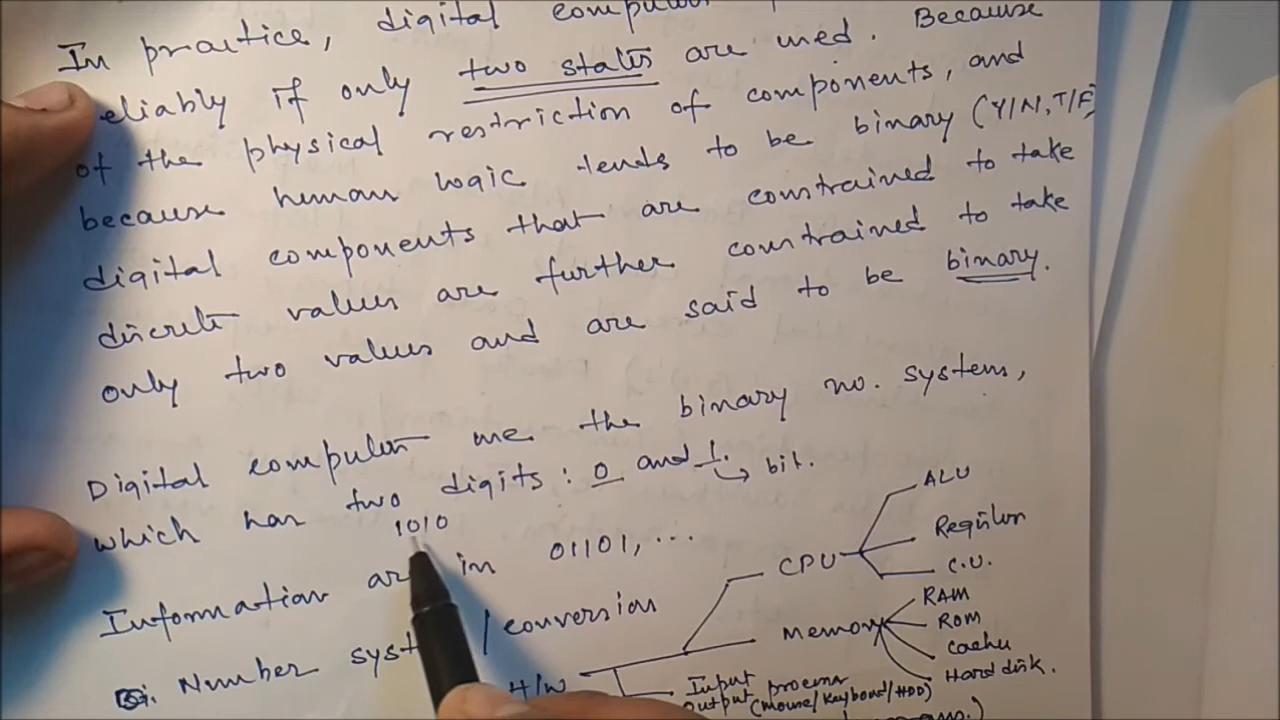 In practice, digital
reliably if only two states are used. Because
of the physical restriction of components, and
because human logic tends to be binary (Y/N, T/F)
digital components that are constrained to take
discrete values are further constrained to take
only two values and are said to be binary.
Digital computers use the binary no. system,
which has two digits: 0 and 1. bit.
1010
Information are in 01101, ...
Number / conversion
CPU
ALU
Register
C.U.
Memory
RAM
ROM
Cache
Hard disk.
H/W
Input process
output (Mouse/Keyboard/HDD)